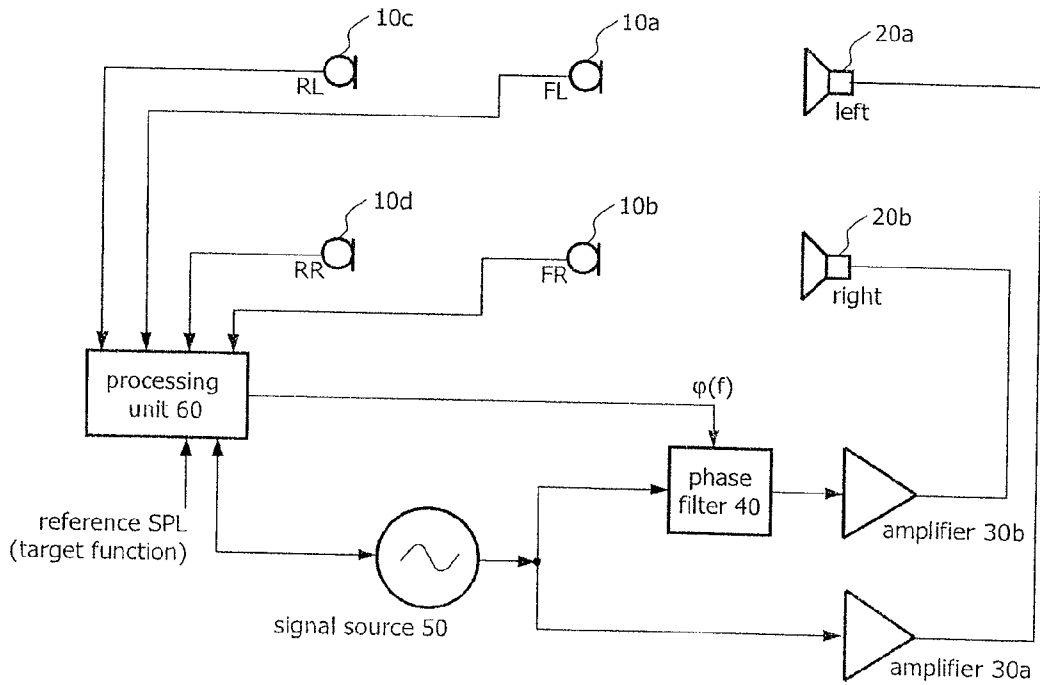 10c
10a
20a
RL
FL
left
10d
10b
20b
RR
FR
right
processing
unit 60
φ(f)
phase
filter 40
reference SPL
(target function)
amplifier 30b
signal source 50
amplifier 30a